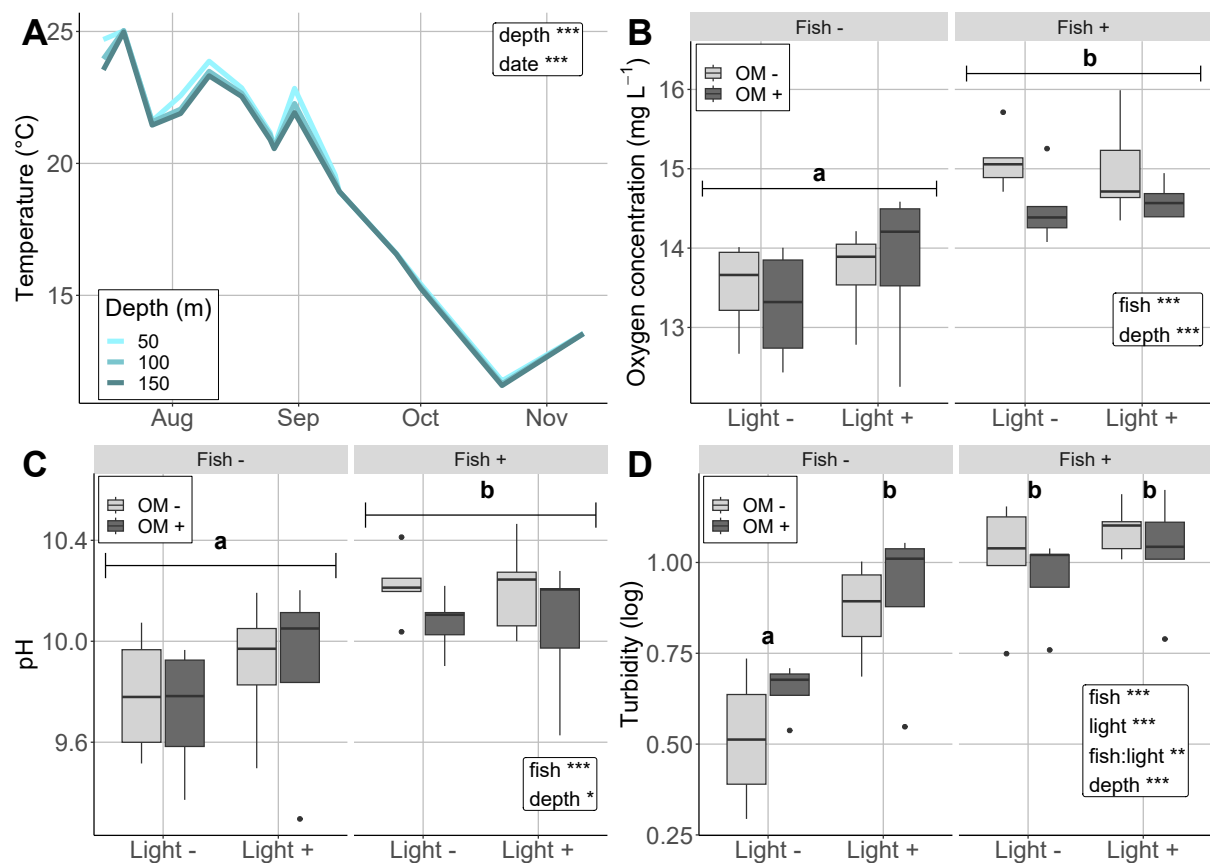 A
25
20
15
Temperature (°C)
depth ***
date ***
Depth (m)
50
100
150
Aug
Sep
Oct
Nov
B
Fish -
Fish +
OM -
OM +
a
b
16
15
14
13
Oxygen concentration (mg L⁻¹)
fish ***
depth ***
Light -
Light +
Light -
Light +
C
Fish -
Fish +
OM -
OM +
a
b
10.4
10.0
9.6
pH
fish ***
depth *
Light -
Light +
Light -
Light +
D
Fish -
Fish +
OM -
OM +
a
b
b
b
1.00
0.75
0.50
0.25
Turbidity (log)
fish ***
light ***
fish:light **
depth ***
Light -
Light +
Light -
Light +